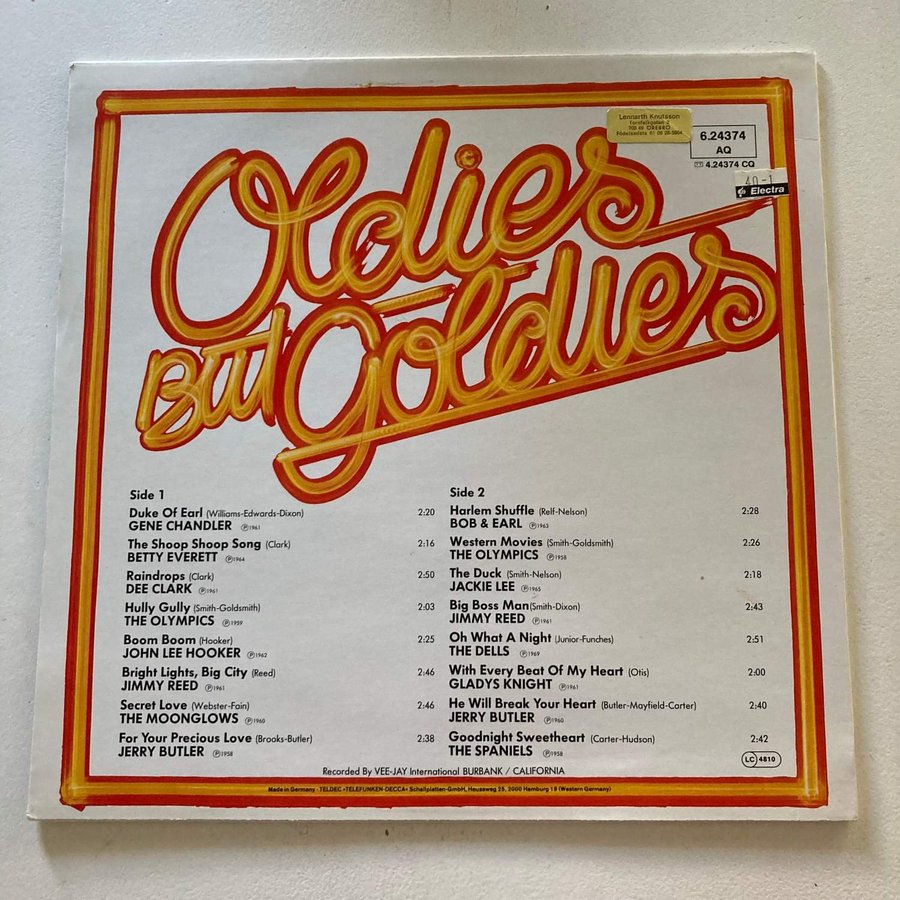 Lennarth Knutsson
Tornfalkgatan 2
703 49 ÖREBRO
6.24374
AQ
4.24374 CQ
40-1
Electra
Oldies
But Goldies
Side 1
Duke Of Earl (Williams-Edwards-Dixon) 2:20
GENE CHANDLER ℗1961
The Shoop Shoop Song (Clark) 2:16
BETTY EVERETT ℗1964
Raindrops (Clark) 2:50
DEE CLARK ℗1961
Hully Gully (Smith-Goldsmith) 2:03
THE OLYMPICS ℗1959
Boom Boom (Hooker) 2:25
JOHN LEE HOOKER ℗1962
Bright Lights, Big City (Reed) 2:46
JIMMY REED ℗1961
Secret Love (Webster-Fain) 2:46
THE MOONGLOWS ℗1960
For Your Precious Love (Brooks-Butler) 2:38
JERRY BUTLER ℗1958
Side 2
Harlem Shuffle (Relf-Nelson) 2:28
BOB & EARL ℗1963
Western Movies (Smith-Goldsmith) 2:26
THE OLYMPICS ℗1958
The Duck (Smith-Nelson) 2:18
JACKIE LEE ℗1965
Big Boss Man (Smith-Dixon) 2:43
JIMMY REED ℗1961
Oh What A Night (Junior-Funches) 2:51
THE DELLS ℗1969
With Every Beat Of My Heart (Otis) 2:00
GLADYS KNIGHT ℗1961
He Will Break Your Heart (Butler-Mayfield-Carter) 2:40
JERRY BUTLER ℗1960
Goodnight Sweetheart (Carter-Hudson) 2:42
THE SPANIELS ℗1958
LC 4810
Recorded By VEE-JAY International BURBANK / CALIFORNIA
Made in Germany · TELDEC »TELEFUNKEN-DECCA« Schallplatten-GmbH, Heussweg 25, 2000 Hamburg 19 (Western Germany)